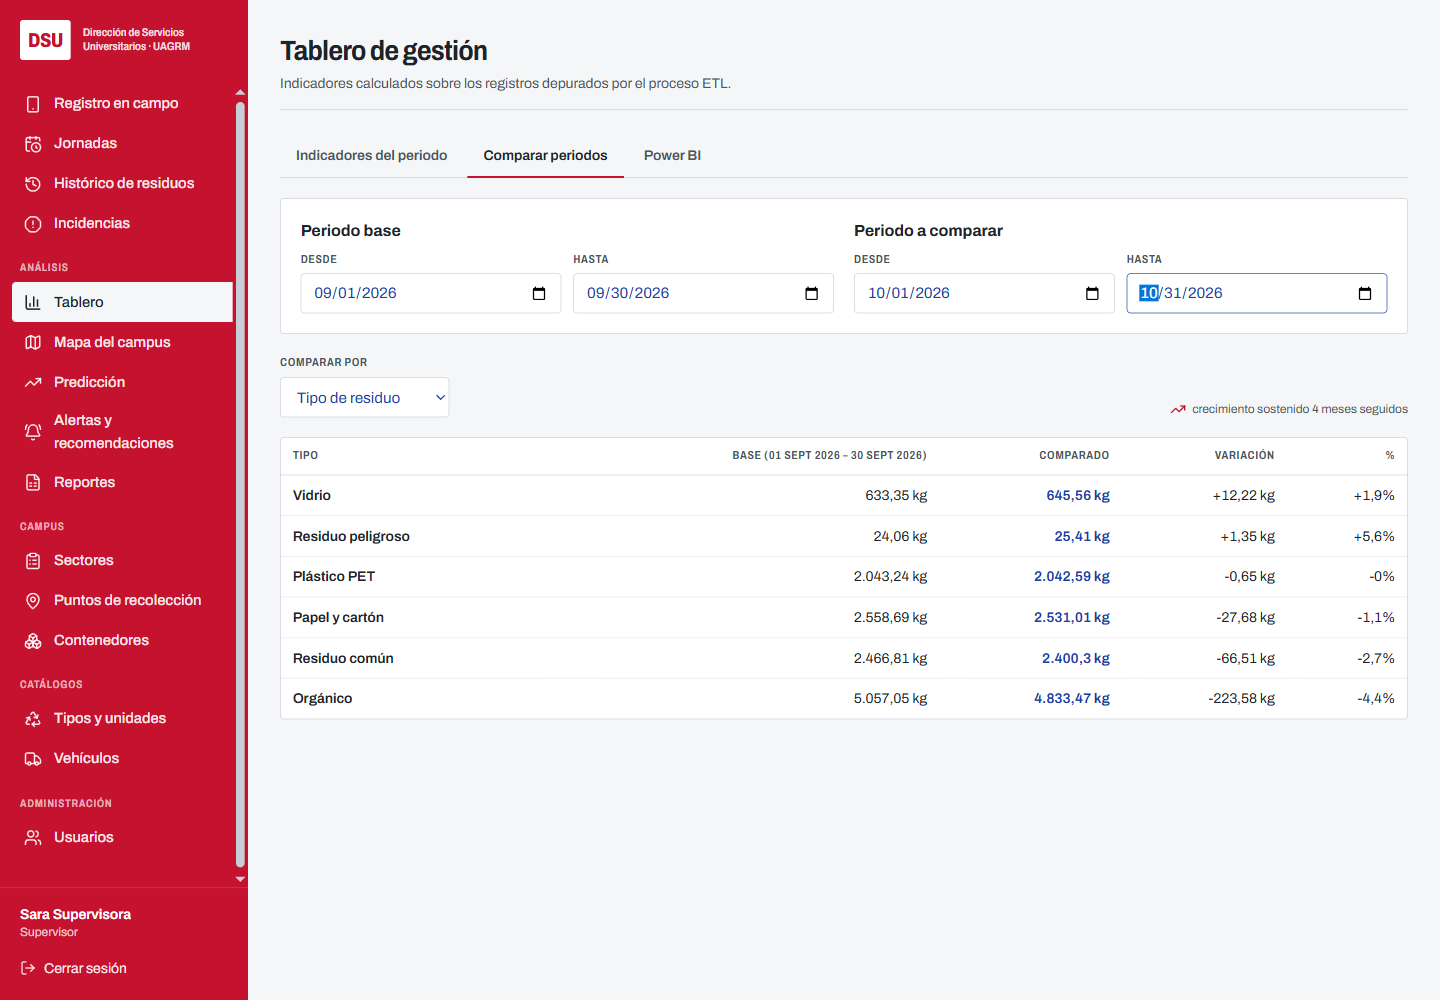 DSU
Dirección de Servicios
Universitarios · UAGRM
Registro en campo
Jornadas
Histórico de residuos
Incidencias
ANÁLISIS
Tablero
Mapa del campus
Predicción
Alertas y
recomendaciones
Reportes
CAMPUS
Sectores
Puntos de recolección
Contenedores
CATÁLOGOS
Tipos y unidades
Vehículos
ADMINISTRACIÓN
Usuarios
Sara Supervisora
Supervisor
Cerrar sesión
Tablero de gestión
Indicadores calculados sobre los registros depurados por el proceso ETL.
Indicadores del periodo Comparar periodos Power BI
Periodo base Periodo a comparar
DESDE HASTA DESDE HASTA
09/01/2026 09/30/2026 10/01/2026 10/31/2026
COMPARAR POR
Tipo de residuo
crecimiento sostenido 4 meses seguidos
TIPO BASE (01 SEPT 2026 – 30 SEPT 2026) COMPARADO VARIACIÓN %
Vidrio 633,35 kg 645,56 kg +12,22 kg +1,9%
Residuo peligroso 24,06 kg 25,41 kg +1,35 kg +5,6%
Plástico PET 2.043,24 kg 2.042,59 kg -0,65 kg -0%
Papel y cartón 2.558,69 kg 2.531,01 kg -27,68 kg -1,1%
Residuo común 2.466,81 kg 2.400,3 kg -66,51 kg -2,7%
Orgánico 5.057,05 kg 4.833,47 kg -223,58 kg -4,4%